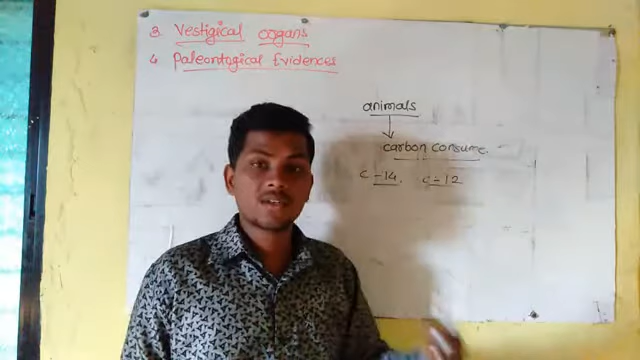 3 Vestigical organs
4 Paleontogical Evidences
animals
carbon consume.
C-14. C-12